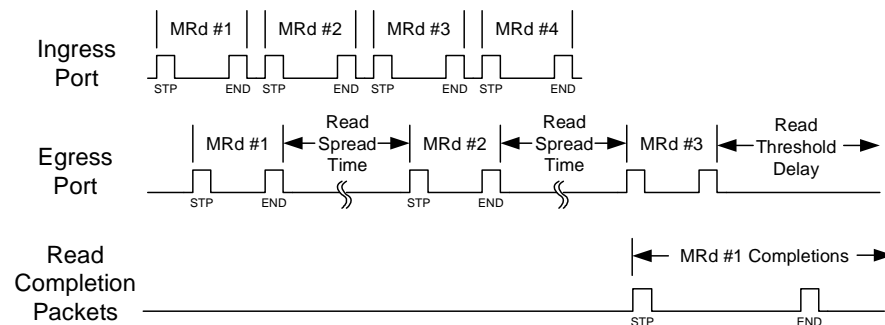 MRd #1 MRd #2 MRd #3 MRd #4
Ingress
Port
STP END STP END STP END STP END
Read
Spread
Time
Read
Spread
Time
Read
Threshold
Delay
MRd #1 MRd #2 MRd #3
Egress
Port
STP END STP END
Read
Completion
Packets
MRd #1 Completions
STP END